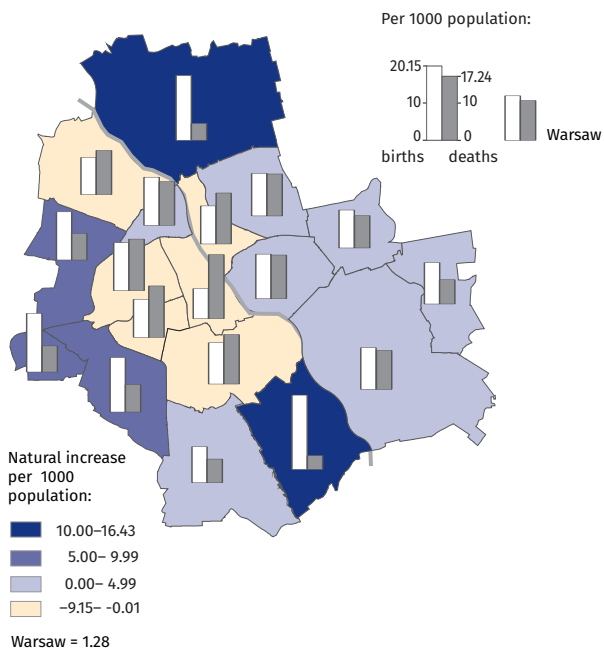 Per 1000 population:
20.15
17.24
10
10
0
0
births deaths
Warsaw
Natural increase
per 1000
population:
10.00–16.43
5.00– 9.99
0.00– 4.99
–9.15– -0.01
Warsaw = 1.28